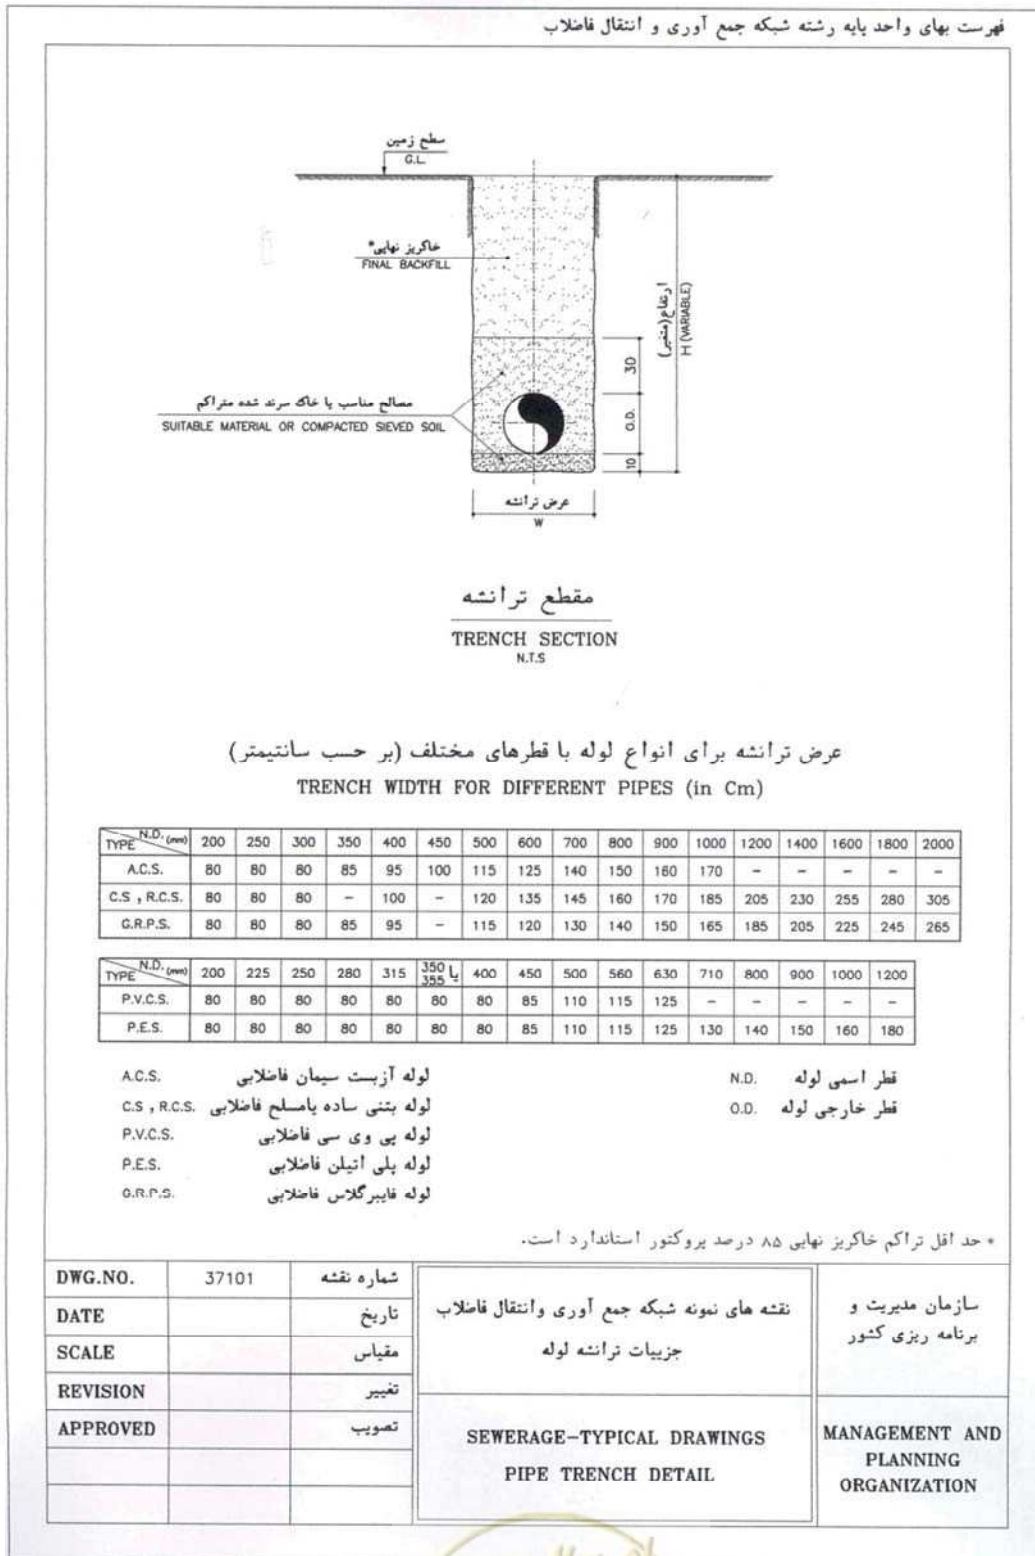 فهرست بهای واحد پایه رشته شبکه جمع آوری و انتقال فاضلاب
سطح زمین
G.L.
خاکریز نهایی*
FINAL BACKFILL
ارتفاع (متغیر)
H (VARIABLE)
30
O.D.
10
مصالح مناسب یا خاک سرند شده متراکم
SUITABLE MATERIAL OR COMPACTED SIEVED SOIL
عرض ترانشه
W
مقطع ترانشه
TRENCH SECTION
N.T.S
عرض ترانشه برای انواع لوله با قطرهای مختلف (بر حسب سانتیمتر)
TRENCH WIDTH FOR DIFFERENT PIPES (in Cm)
TYPE N.D. (mm) 200 250 300 350 400 450 500 600 700 800 900 1000 1200 1400 1600 1800 2000
A.C.S. 80 80 80 85 95 100 115 125 140 150 160 170 - - - - -
C.S , R.C.S. 80 80 80 - 100 - 120 135 145 160 170 185 205 230 255 280 305
G.R.P.S. 80 80 80 85 95 - 115 120 130 140 150 165 185 205 225 245 265
TYPE N.D. (mm) 200 225 250 280 315 350 یا 355 400 450 500 560 630 710 800 900 1000 1200
P.V.C.S. 80 80 80 80 80 80 80 85 110 115 125 - - - - -
P.E.S. 80 80 80 80 80 80 80 85 110 115 125 130 140 150 160 180
قطر اسمی لوله N.D.
قطر خارجی لوله O.D.
لوله آزبست سیمان فاضلابی A.C.S.
لوله بتنی ساده یامسلح فاضلابی C.S , R.C.S.
لوله پی وی سی فاضلابی P.V.C.S.
لوله پلی اتیلن فاضلابی P.E.S.
لوله فایبرگلاس فاضلابی G.R.P.S.
* حد اقل تراکم خاکریز نهایی ۸۵ درصد پروکتور استاندارد است.
DWG.NO. 37101 شماره نقشه
DATE تاریخ
SCALE مقیاس
REVISION تغییر
APPROVED تصویب
نقشه های نمونه شبکه جمع آوری وانتقال فاضلاب
جزییات ترانشه لوله
SEWERAGE-TYPICAL DRAWINGS
PIPE TRENCH DETAIL
سازمان مدیریت و
برنامه ریزی کشور
MANAGEMENT AND
PLANNING
ORGANIZATION